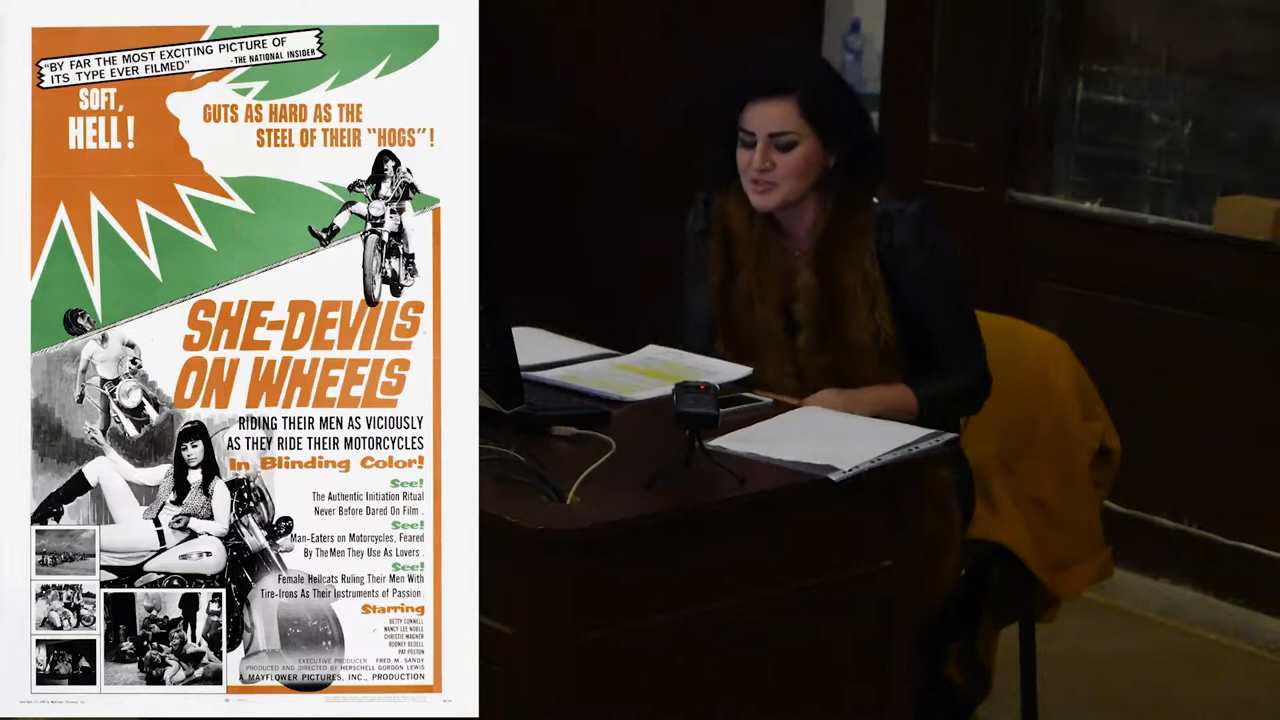 "BY FAR THE MOST EXCITING PICTURE OF
ITS TYPE EVER FILMED" -THE NATIONAL INSIDER
SOFT,
HELL!
GUTS AS HARD AS THE
STEEL OF THEIR "HOGS"!
SHE-DEVILS
ON WHEELS
RIDING THEIR MEN AS VICIOUSLY
AS THEY RIDE THEIR MOTORCYCLES
In Blinding Color!
See!
The Authentic Initiation Ritual
Never Before Dared On Film.
See!
Man-Eaters on Motorcycles, Feared
By The Men They Use As Lovers.
See!
Female Hellcats Ruling Their Men With
Tire-Irons As Their Instruments of Passion.
Starring
BETTY CONNELL
NANCY LEE NOBLE
CHRISTIE WAGNER
RODNEY BEDELL
PAT POSTON
EXECUTIVE PRODUCER FRED M. SANDY
PRODUCED AND DIRECTED BY HERSCHELL GORDON LEWIS
A MAYFLOWER PICTURES, INC., PRODUCTION